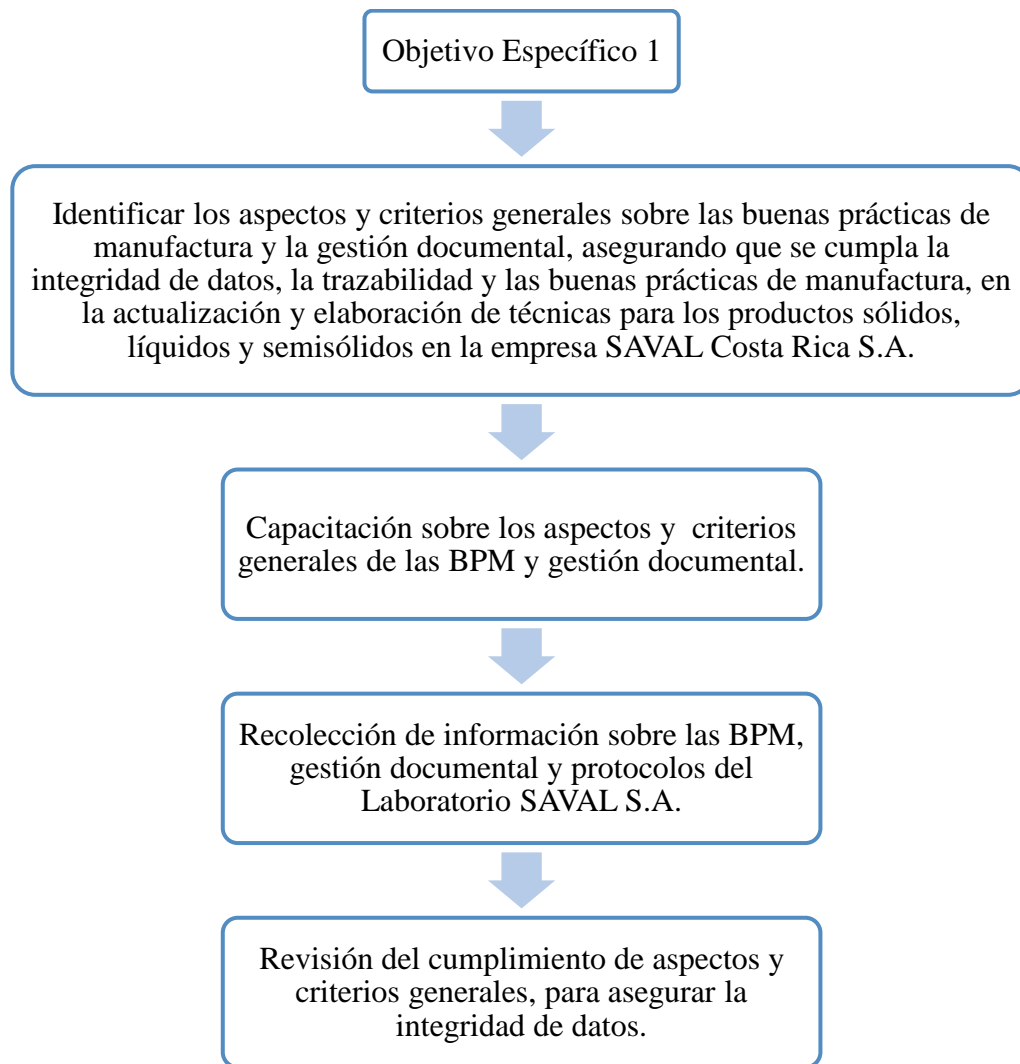 Objetivo Específico 1
Identificar los aspectos y criterios generales sobre las buenas prácticas de
manufactura y la gestión documental, asegurando que se cumpla la
integridad de datos, la trazabilidad y las buenas prácticas de manufactura, en
la actualización y elaboración de técnicas para los productos sólidos,
líquidos y semisólidos en la empresa SAVAL Costa Rica S.A.
Capacitación sobre los aspectos y criterios
generales de las BPM y gestión documental.
Recolección de información sobre las BPM,
gestión documental y protocolos del
Laboratorio SAVAL S.A.
Revisión del cumplimiento de aspectos y
criterios generales, para asegurar la
integridad de datos.